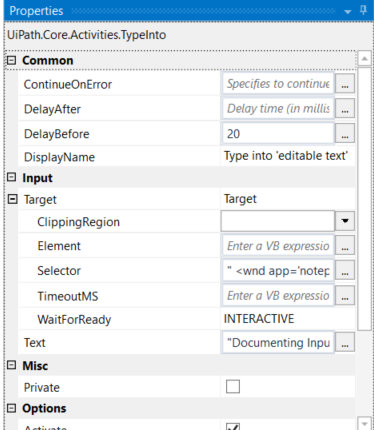 Properties
UiPath.Core.Activities.TypeInto
Common
ContinueOnError Specifies to continue ...
DelayAfter Delay time (in millis ...
DelayBefore 20 ...
DisplayName Type into 'editable text'
Input
Target Target
ClippingRegion
Element Enter a VB expressio ...
Selector " <wnd app='notep ...
TimeoutMS Enter a VB expressio ...
WaitForReady INTERACTIVE
Text "Documenting Inpu ...
Misc
Private
Options
Activate